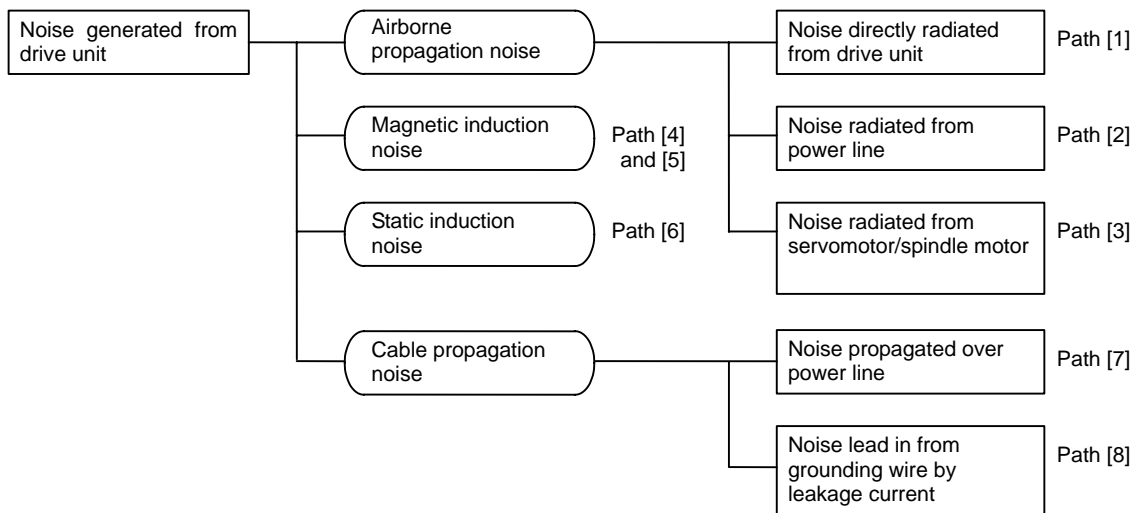 Noise generated from
drive unit
Airborne
propagation noise
Noise directly radiated
from drive unit
Path [1]
Magnetic induction
noise
Path [4]
and [5]
Noise radiated from
power line
Path [2]
Static induction
noise
Path [6]
Noise radiated from
servomotor/spindle motor
Path [3]
Cable propagation
noise
Noise propagated over
power line
Path [7]
Noise lead in from
grounding wire by
leakage current
Path [8]